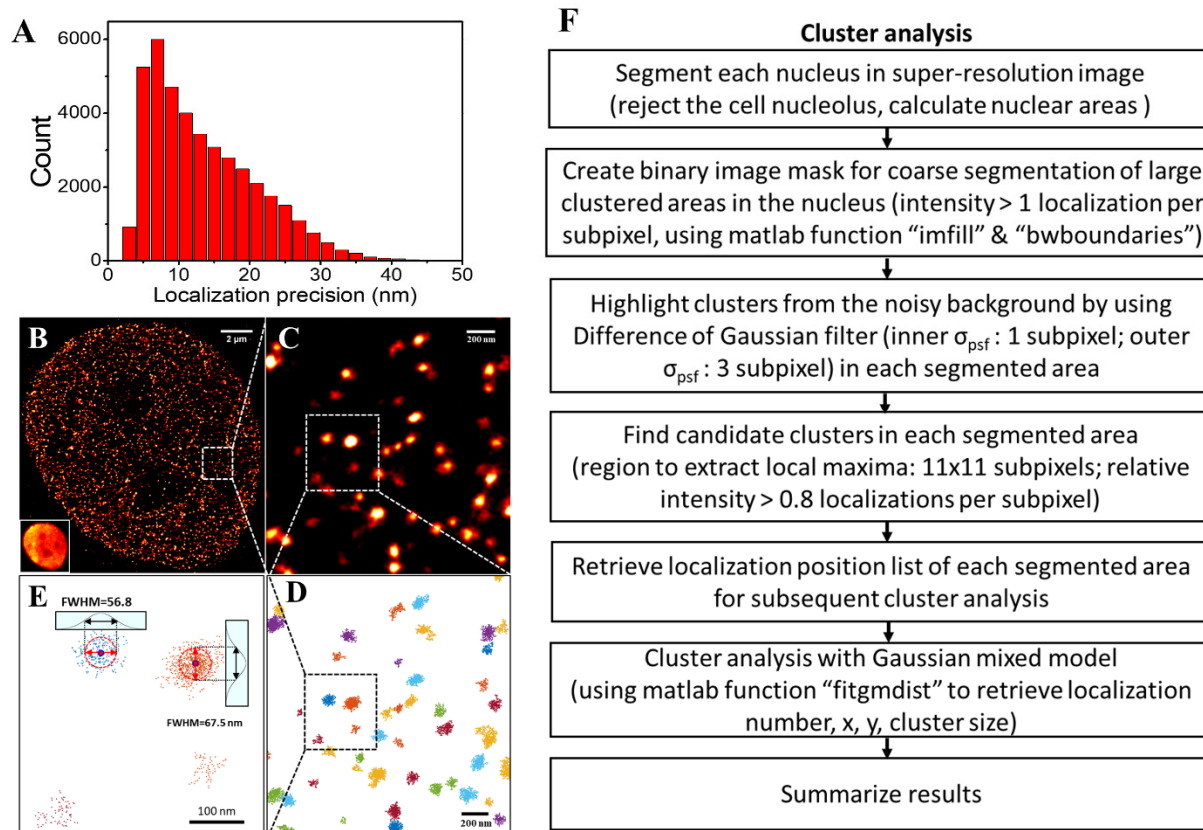 A
6000
4000
2000
0
Count
0 10 20 30 40 50
Localization precision (nm)
B
2 µm
C
200 nm
E
FWHM=56.8
FWHM=67.5 nm
100 nm
D
200 nm
F
Cluster analysis
Segment each nucleus in super-resolution image
(reject the cell nucleolus, calculate nuclear areas )
Create binary image mask for coarse segmentation of large
clustered areas in the nucleus (intensity > 1 localization per
subpixel, using matlab function “imfill” & “bwboundaries”)
Highlight clusters from the noisy background by using
Difference of Gaussian filter (inner σpsf : 1 subpixel; outer
σpsf : 3 subpixel) in each segmented area
Find candidate clusters in each segmented area
(region to extract local maxima: 11x11 subpixels; relative
intensity > 0.8 localizations per subpixel)
Retrieve localization position list of each segmented area
for subsequent cluster analysis
Cluster analysis with Gaussian mixed model
(using matlab function “fitgmdist” to retrieve localization
number, x, y, cluster size)
Summarize results